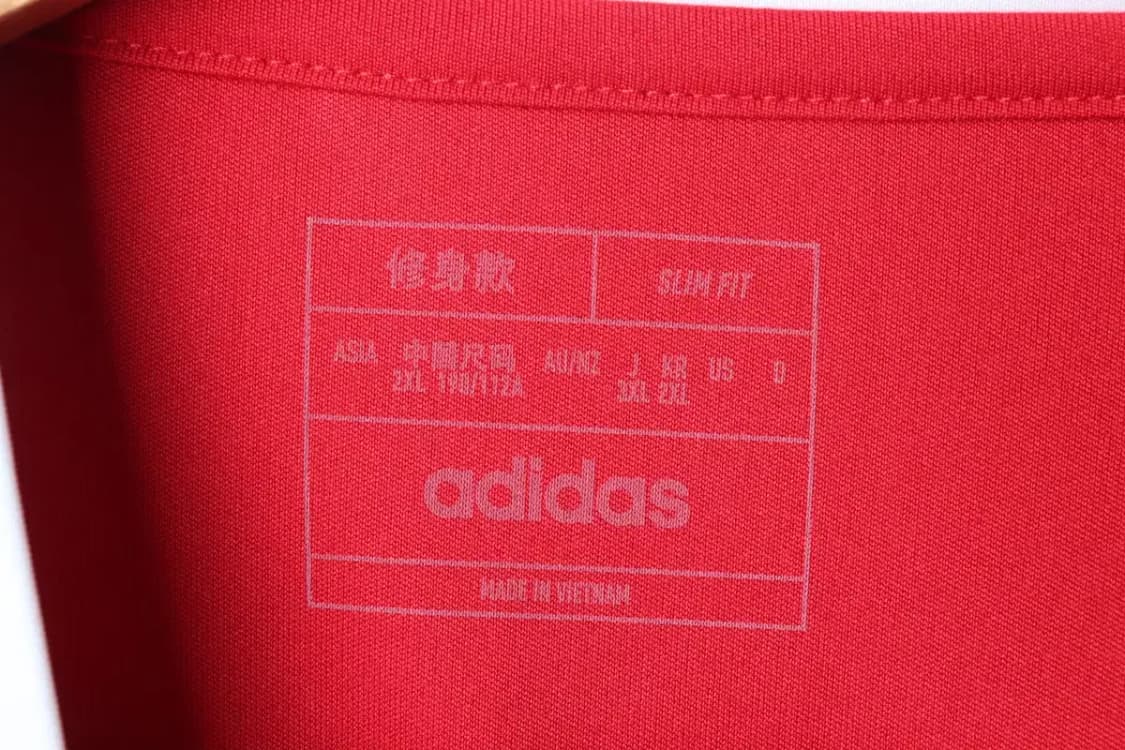 修身款 SLIM FIT
ASIA 中國尺码 AU/NZ J KR US D
2XL 190/112A 3XL 2XL
adidas
MADE IN VIETNAM